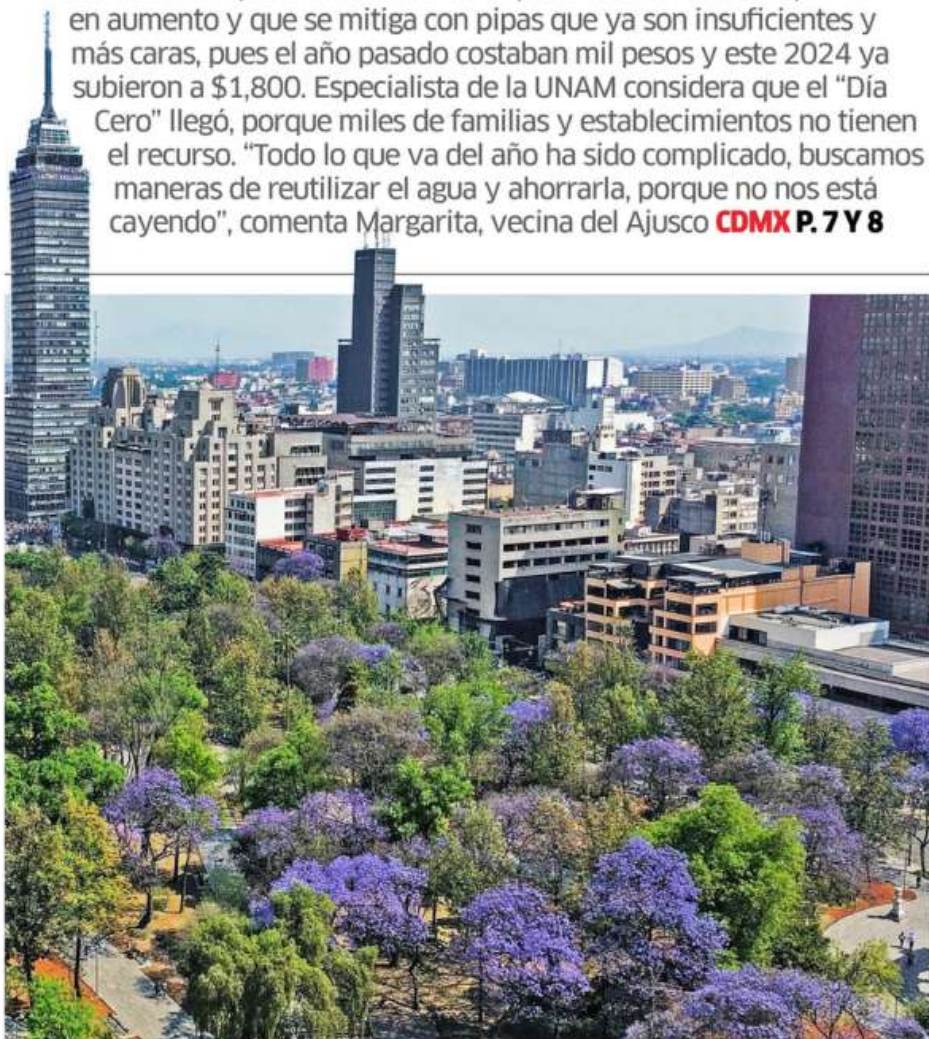 en aumento y que se mitiga con pipas que ya son insuficientes y
más caras, pues el año pasado costaban mil pesos y este 2024 ya
subieron a $1,800. Especialista de la UNAM considera que el “Día
Cero” llegó, porque miles de familias y establecimientos no tienen
el recurso. “Todo lo que va del año ha sido complicado, buscamos
maneras de reutilizar el agua y ahorrarla, porque no nos está
cayendo”, comenta Margarita, vecina del Ajusco CDMX P. 7 Y 8